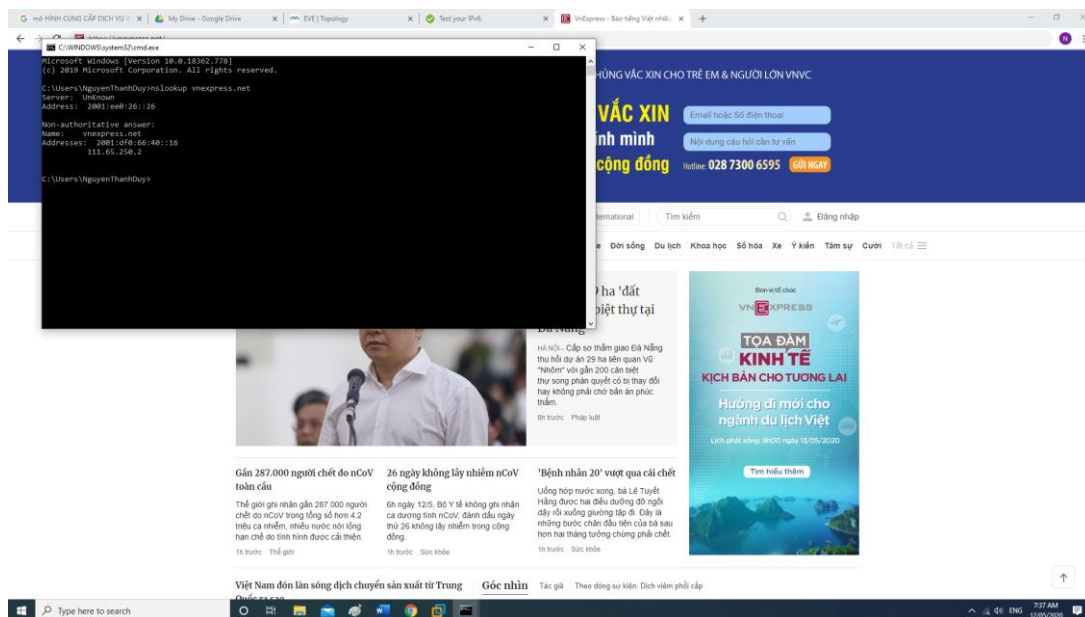 mô HÌNH CUNG CẤP DỊCH VỤ
My Drive - Google Drive
EVE | Topology
Test your IPv6.
VnExpress - Báo tiếng Việt nhiều
C:\WINDOWS\system32\cmd.exe
Microsoft Windows [Version 10.0.18362.778]
(c) 2019 Microsoft Corporation. All rights reserved.
C:\Users\NguyenThanhDuy>nslookup vnexpress.net
Server: UnKnown
Address: 2001:ee0:26::26
Non-authoritative answer:
Name: vnexpress.net
Addresses: 2001:df0:66:40::16
111.65.250.2
C:\Users\NguyenThanhDuy>
N
HỦNG VẮC XIN CHO TRẺ EM & NGƯỜI LỚN VNVC
VẮC XIN
ính mình
cộng đồng
Email hoặc Số điện thoại
Nội dung câu hỏi cần tư vấn
Hotline: 028 7300 6595
GỬI NGAY
ternational
Tìm kiếm
Đăng nhập
e Đời sống Du lịch Khoa học Số hóa Xe Ý kiến Tâm sự Cười Tất cả
ha 'đất
biệt thự tại
Đà Nẵng
HÀ NỘI - Cấp sơ thẩm giao Đà Nẵng
thu hồi dự án 29 ha liên quan Vũ
"Nhôm" với gần 200 căn biệt
thự song phán quyết có bị thay đổi
hay không phải chờ bản án phúc
thẩm.
8h trước Pháp luật
Đơn vị tổ chức
VNEXPRESS
TỌA ĐÀM
KINH TẾ
KỊCH BẢN CHO TƯƠNG LAI
Hướng đi mới cho
ngành du lịch Việt
Lịch phát sóng: 9h00 ngày 13/05/2020
Tìm hiểu thêm
Gần 287.000 người chết do nCoV
toàn cầu
Thế giới ghi nhận gần 287.000 người
chết do nCoV trong tổng số hơn 4,2
triệu ca nhiễm, nhiều nước nới lỏng
hạn chế do tình hình được cải thiện.
1h trước Thế giới
26 ngày không lây nhiễm nCoV
cộng đồng
6h ngày 12/5, Bộ Y tế không ghi nhận
ca dương tính nCoV, đánh dấu ngày
thứ 26 không lây nhiễm trong cộng
đồng.
1h trước Sức khỏe
'Bệnh nhân 20' vượt qua cái chết
Uống hớp nước xong, bà Lê Tuyết
Hằng được hai điều dưỡng đỡ ngồi
dậy rồi xuống giường tập đi. Đây là
những bước chân đầu tiên của bà sau
hơn hai tháng tưởng chừng phải chết.
1h trước Sức khỏe
Việt Nam đón làn sóng dịch chuyển sản xuất từ Trung
Quốc ra sao
Góc nhìn Tác giả Theo dòng sự kiện: Dịch viêm phổi cấp
Type here to search
ENG
7:37 AM
12/05/2020